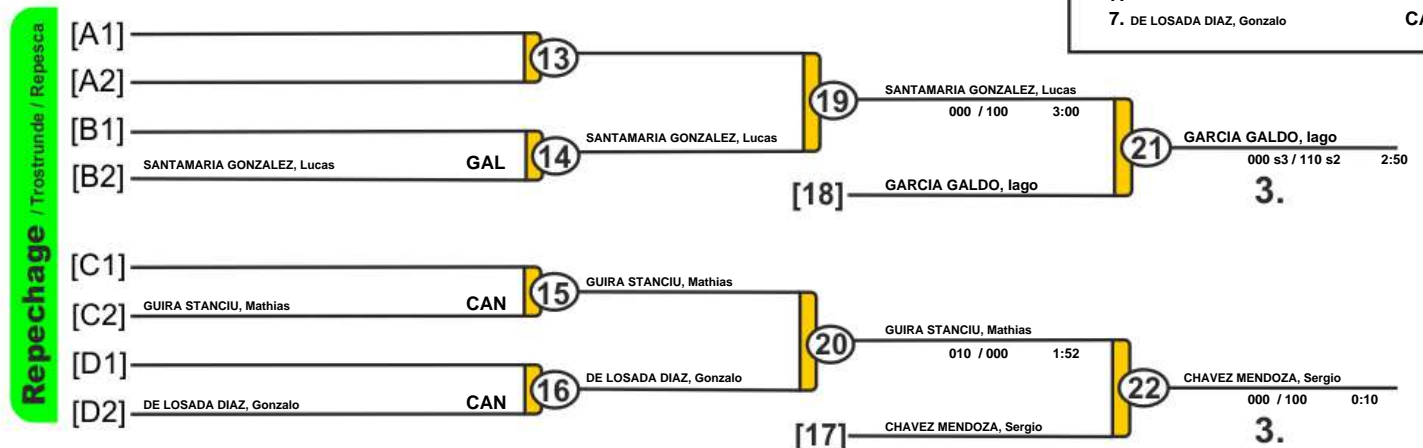 7. DE LOSADA DIAZ, Gonzalo
Repechage / Trostrunde / Repesca
[A1]
13
[A2]
19
SANTAMARIA GONZALEZ, Lucas
000 / 100 3:00
[B1]
14
SANTAMARIA GONZALEZ, Lucas
[B2] SANTAMARIA GONZALEZ, Lucas GAL
21
GARCIA GALDO, Iago
000 s3 / 110 s2 2:50
[18] GARCIA GALDO, Iago
3.
[C1]
15
GUIRA STANCIU, Mathias
[C2] GUIRA STANCIU, Mathias CAN
20
GUIRA STANCIU, Mathias
010 / 000 1:52
[D1]
16
DE LOSADA DIAZ, Gonzalo
[D2] DE LOSADA DIAZ, Gonzalo CAN
22
CHAVEZ MENDOZA, Sergio
000 / 100 0:10
[17] CHAVEZ MENDOZA, Sergio
3.